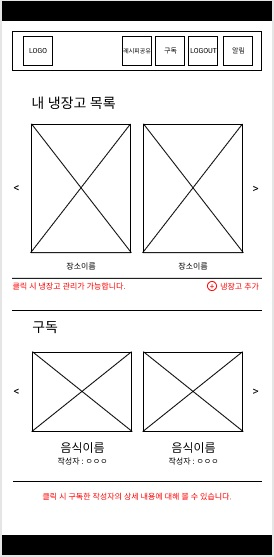 LOGO 레시피공유 구독 LOGOUT 알림
내 냉장고 목록
< >
장소이름 장소이름
클릭 시 냉장고 관리가 가능합니다. + 냉장고 추가
구독
< >
음식이름 음식이름
작성자 : ㅇㅇㅇ 작성자 : ㅇㅇㅇ
클릭 시 구독한 작성자의 상세 내용에 대해 볼 수 있습니다.